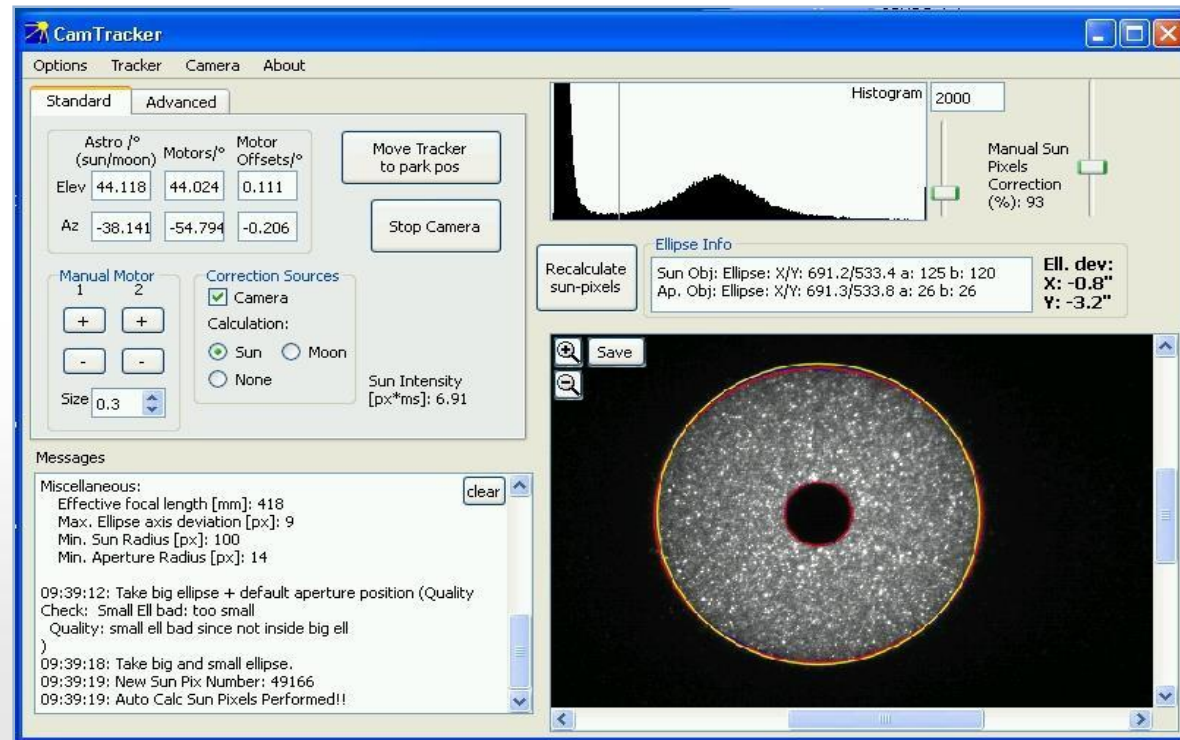 CamTracker
Options Tracker Camera About
Standard Advanced
Astro /° (sun/moon)
Motors/°
Motor Offsets/°
Elev 44.118 44.024 0.111
Az -38.141 -54.794 -0.206
Move Tracker
to park pos
Stop Camera
Manual Motor
1 2
+ +
- -
Size 0.3
Correction Sources
Camera
Calculation:
Sun Moon
None
Sun Intensity
[px*ms]: 6.91
Histogram 2000
Manual Sun
Pixels
Correction
(%): 93
Recalculate
sun-pixels
Ellipse Info
Sun Obj: Ellipse: X/Y: 691.2/533.4 a: 125 b: 120
Ap. Obj: Ellipse: X/Y: 691.3/533.8 a: 26 b: 26
Ell. dev:
X: -0.8"
Y: -3.2"
Save
Messages
clear
Miscellaneous:
Effective focal length [mm]: 418
Max. Ellipse axis deviation [px]: 9
Min. Sun Radius [px]: 100
Min. Aperture Radius [px]: 14
09:39:12: Take big ellipse + default aperture position (Quality
Check: Small Ell bad: too small
Quality: small ell bad since not inside big ell
)
09:39:18: Take big and small ellipse.
09:39:19: New Sun Pix Number: 49166
09:39:19: Auto Calc Sun Pixels Performed!!